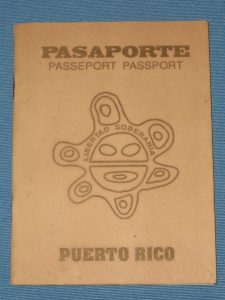 PASAPORTE
PASSEPORT PASSPORT
LIBERTAD SOBERANIA
PUERTO RICO